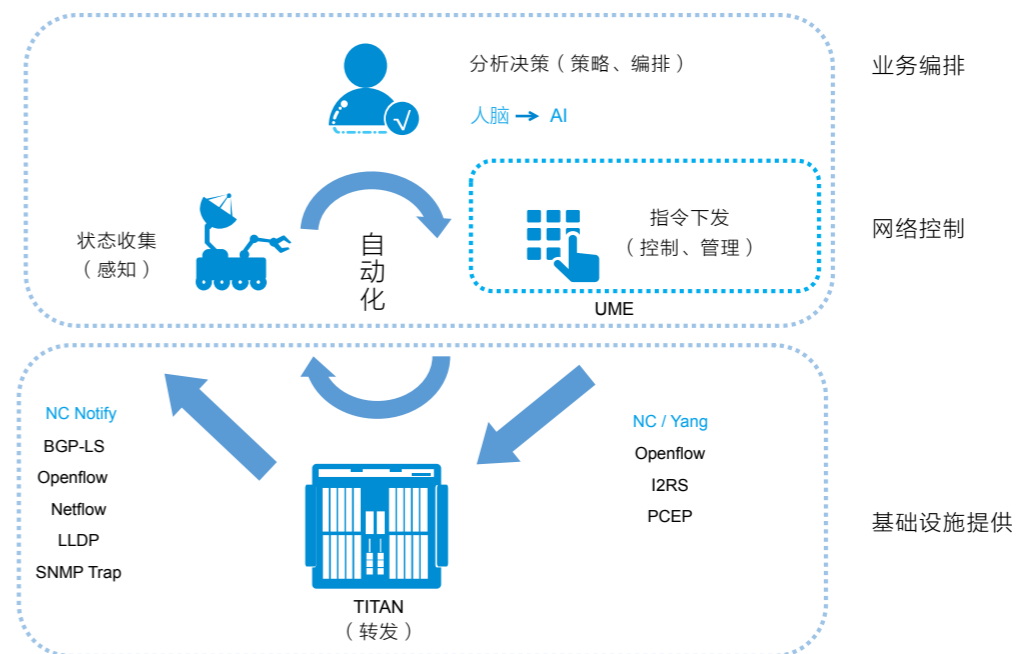 分析决策（策略、编排）
人脑 → AI
业务编排
状态收集
（感知）
自
动
化
指令下发
（控制、管理）
UME
网络控制
NC Notify
BGP-LS
Openflow
Netflow
LLDP
SNMP Trap
NC / Yang
Openflow
I2RS
PCEP
TITAN
（转发）
基础设施提供